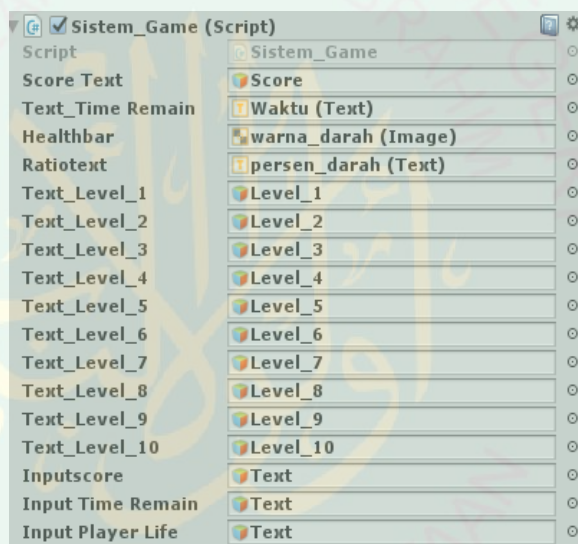 Sistem_Game (Script)
Script Sistem_Game
Score Text Score
Text_Time Remain Waktu (Text)
Healthbar warna_darah (Image)
Ratiotext persen_darah (Text)
Text_Level_1 Level_1
Text_Level_2 Level_2
Text_Level_3 Level_3
Text_Level_4 Level_4
Text_Level_5 Level_5
Text_Level_6 Level_6
Text_Level_7 Level_7
Text_Level_8 Level_8
Text_Level_9 Level_9
Text_Level_10 Level_10
Inputscore Text
Input Time Remain Text
Input Player Life Text